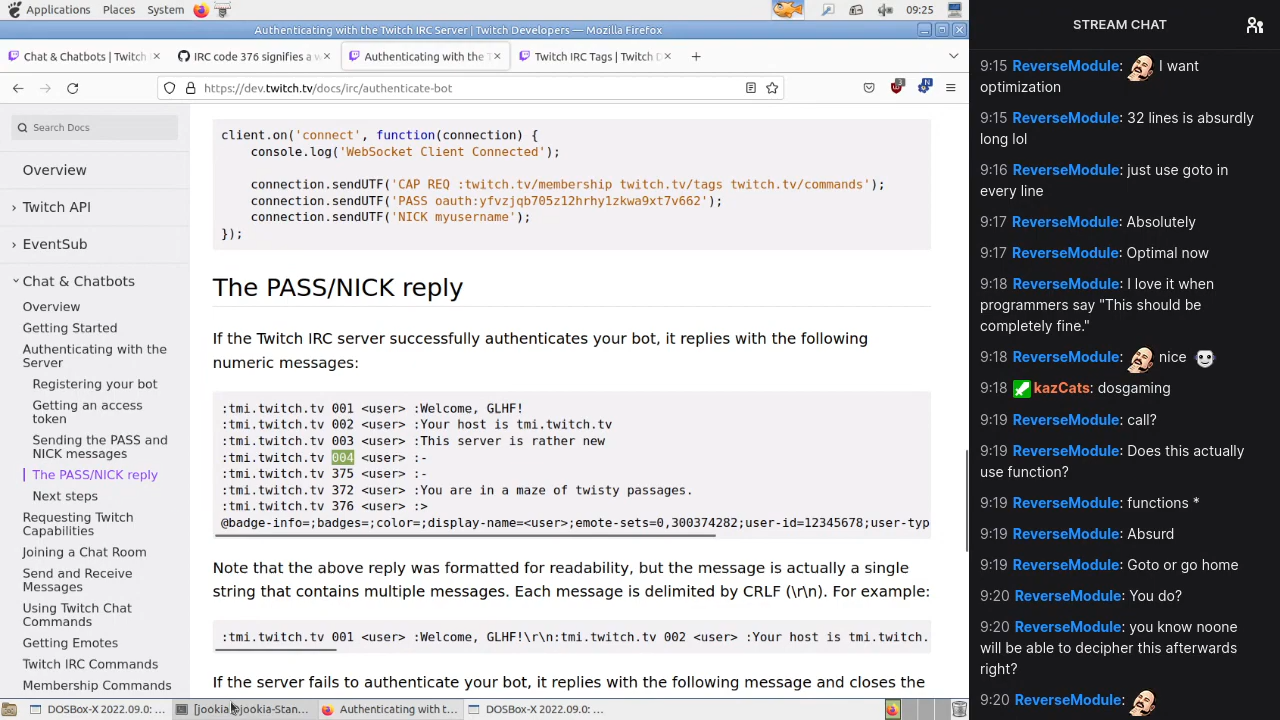 Applications Places System 09:25
Authenticating with the Twitch IRC Server | Twitch Developers — Mozilla Firefox
Chat & Chatbots | Twitch
IRC code 376 signifies a
Authenticating with the
Twitch IRC Tags | Twitch D
https://dev.twitch.tv/docs/irc/authenticate-bot
Search Docs
Overview
Twitch API
EventSub
Chat & Chatbots
Overview
Getting Started
Authenticating with the
Server
Registering your bot
Getting an access
token
Sending the PASS and
NICK messages
The PASS/NICK reply
Next steps
Requesting Twitch
Capabilities
Joining a Chat Room
Send and Receive
Messages
Using Twitch Chat
Commands
Getting Emotes
Twitch IRC Commands
Membership Commands
client.on('connect', function(connection) {
console.log('WebSocket Client Connected');
connection.sendUTF('CAP REQ :twitch.tv/membership twitch.tv/tags twitch.tv/commands');
connection.sendUTF('PASS oauth:yfvzjqb705z12hrhy1zkwa9xt7v662');
connection.sendUTF('NICK myusername');
});
The PASS/NICK reply
If the Twitch IRC server successfully authenticates your bot, it replies with the following
numeric messages:
:tmi.twitch.tv 001 <user> :Welcome, GLHF!
:tmi.twitch.tv 002 <user> :Your host is tmi.twitch.tv
:tmi.twitch.tv 003 <user> :This server is rather new
:tmi.twitch.tv 004 <user> :-
:tmi.twitch.tv 375 <user> :-
:tmi.twitch.tv 372 <user> :You are in a maze of twisty passages.
:tmi.twitch.tv 376 <user> :>
@badge-info=;badges=;color=;display-name=<user>;emote-sets=0,300374282;user-id=12345678;user-typ
Note that the above reply was formatted for readability, but the message is actually a single
string that contains multiple messages. Each message is delimited by CRLF (\r\n). For example:
:tmi.twitch.tv 001 <user> :Welcome, GLHF!\r\n:tmi.twitch.tv 002 <user> :Your host is tmi.twitch.
If the server fails to authenticate your bot, it replies with the following message and closes the
DOSBox-X 2022.09.0: ...
Authenticating with t...
DOSBox-X 2022.09.0: ...
STREAM CHAT
9:15 ReverseModule: I want
optimization
9:15 ReverseModule: 32 lines is absurdly
long lol
9:16 ReverseModule: just use goto in
every line
9:17 ReverseModule: Absolutely
9:17 ReverseModule: Optimal now
9:18 ReverseModule: I love it when
programmers say "This should be
completely fine."
9:18 ReverseModule: nice
9:18 kazCats: dosgaming
9:19 ReverseModule: call?
9:19 ReverseModule: Does this actually
use function?
9:19 ReverseModule: functions *
9:19 ReverseModule: Absurd
9:19 ReverseModule: Goto or go home
9:20 ReverseModule: You do?
9:20 ReverseModule: you know noone
will be able to decipher this afterwards
right?
9:20 ReverseModule: